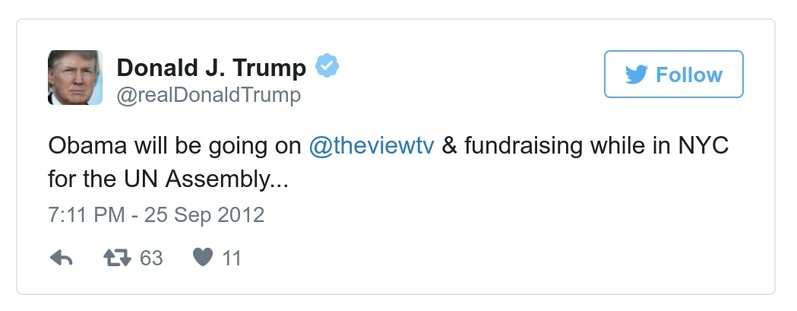 Donald J. Trump
@realDonaldTrump
Follow
Obama will be going on @theviewtv & fundraising while in NYC
for the UN Assembly...
7:11 PM - 25 Sep 2012
63 11